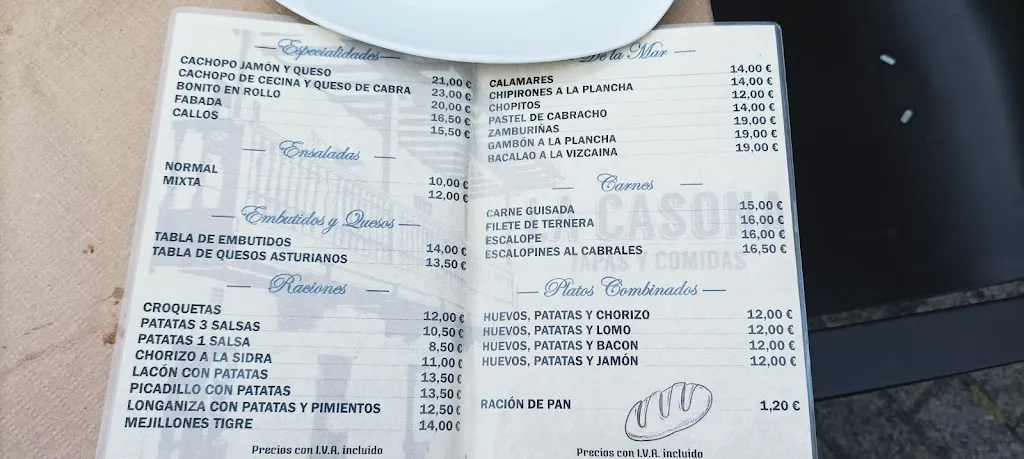 Especialidades
CACHOPO JAMÓN Y QUESO 21,00 €
CACHOPO DE CECINA Y QUESO DE CABRA 23,00 €
BONITO EN ROLLO 20,00 €
FABADA 16,50 €
CALLOS 15,50 €
Ensaladas
NORMAL 10,00 €
MIXTA 12,00 €
Embutidos y Quesos
TABLA DE EMBUTIDOS 14,00 €
TABLA DE QUESOS ASTURIANOS 13,50 €
Raciones
CROQUETAS 12,00 €
PATATAS 3 SALSAS 10,50 €
PATATAS 1 SALSA 8,50 €
CHORIZO A LA SIDRA 11,00 €
LACÓN CON PATATAS 13,50 €
PICADILLO CON PATATAS 13,50 €
LONGANIZA CON PATATAS Y PIMIENTOS 12,50 €
MEJILLONES TIGRE 14,00 €
Precios con I.V.A. incluido
De la Mar
CALAMARES 14,00 €
CHIPIRONES A LA PLANCHA 14,00 €
CHOPITOS 12,00 €
PASTEL DE CABRACHO 14,00 €
ZAMBURIÑAS 19,00 €
GAMBÓN A LA PLANCHA 19,00 €
BACALAO A LA VIZCAINA 19,00 €
Carnes
CARNE GUISADA 15,00 €
FILETE DE TERNERA 16,00 €
ESCALOPE 16,00 €
ESCALOPINES AL CABRALES 16,50 €
LA CASONA
TAPAS Y COMIDAS
Platos Combinados
HUEVOS, PATATAS Y CHORIZO 12,00 €
HUEVOS, PATATAS Y LOMO 12,00 €
HUEVOS, PATATAS Y BACON 12,00 €
HUEVOS, PATATAS Y JAMÓN 12,00 €
RACIÓN DE PAN 1,20 €
Precios con I.V.A. incluido